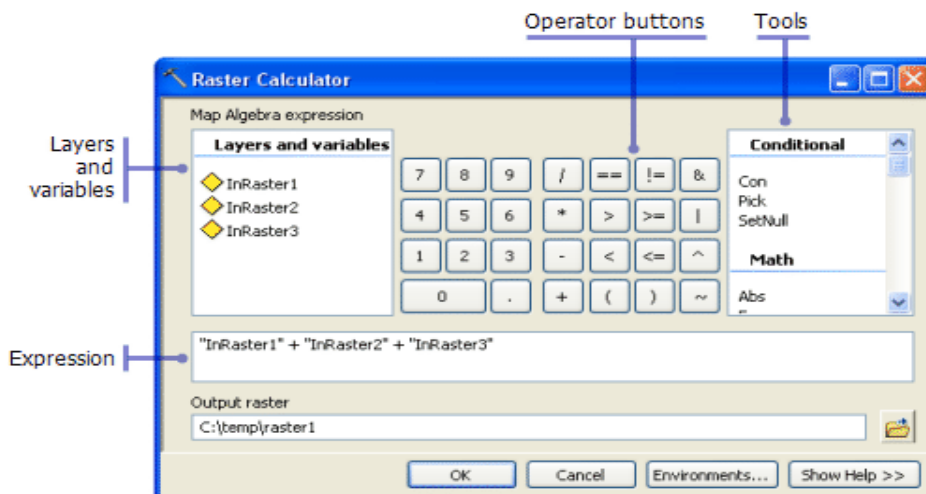 Operator buttons Tools
Raster Calculator
Map Algebra expression
Layers and variables
Layers and variables
InRaster1
InRaster2
InRaster3
7 8 9 / == != &
4 5 6 * > >= |
1 2 3 - < <= ^
0 . + ( ) ~
Conditional
Con
Pick
SetNull
Math
Abs
Expression
"InRaster1" + "InRaster2" + "InRaster3"
Output raster
C:\temp\raster1
OK Cancel Environments... Show Help >>